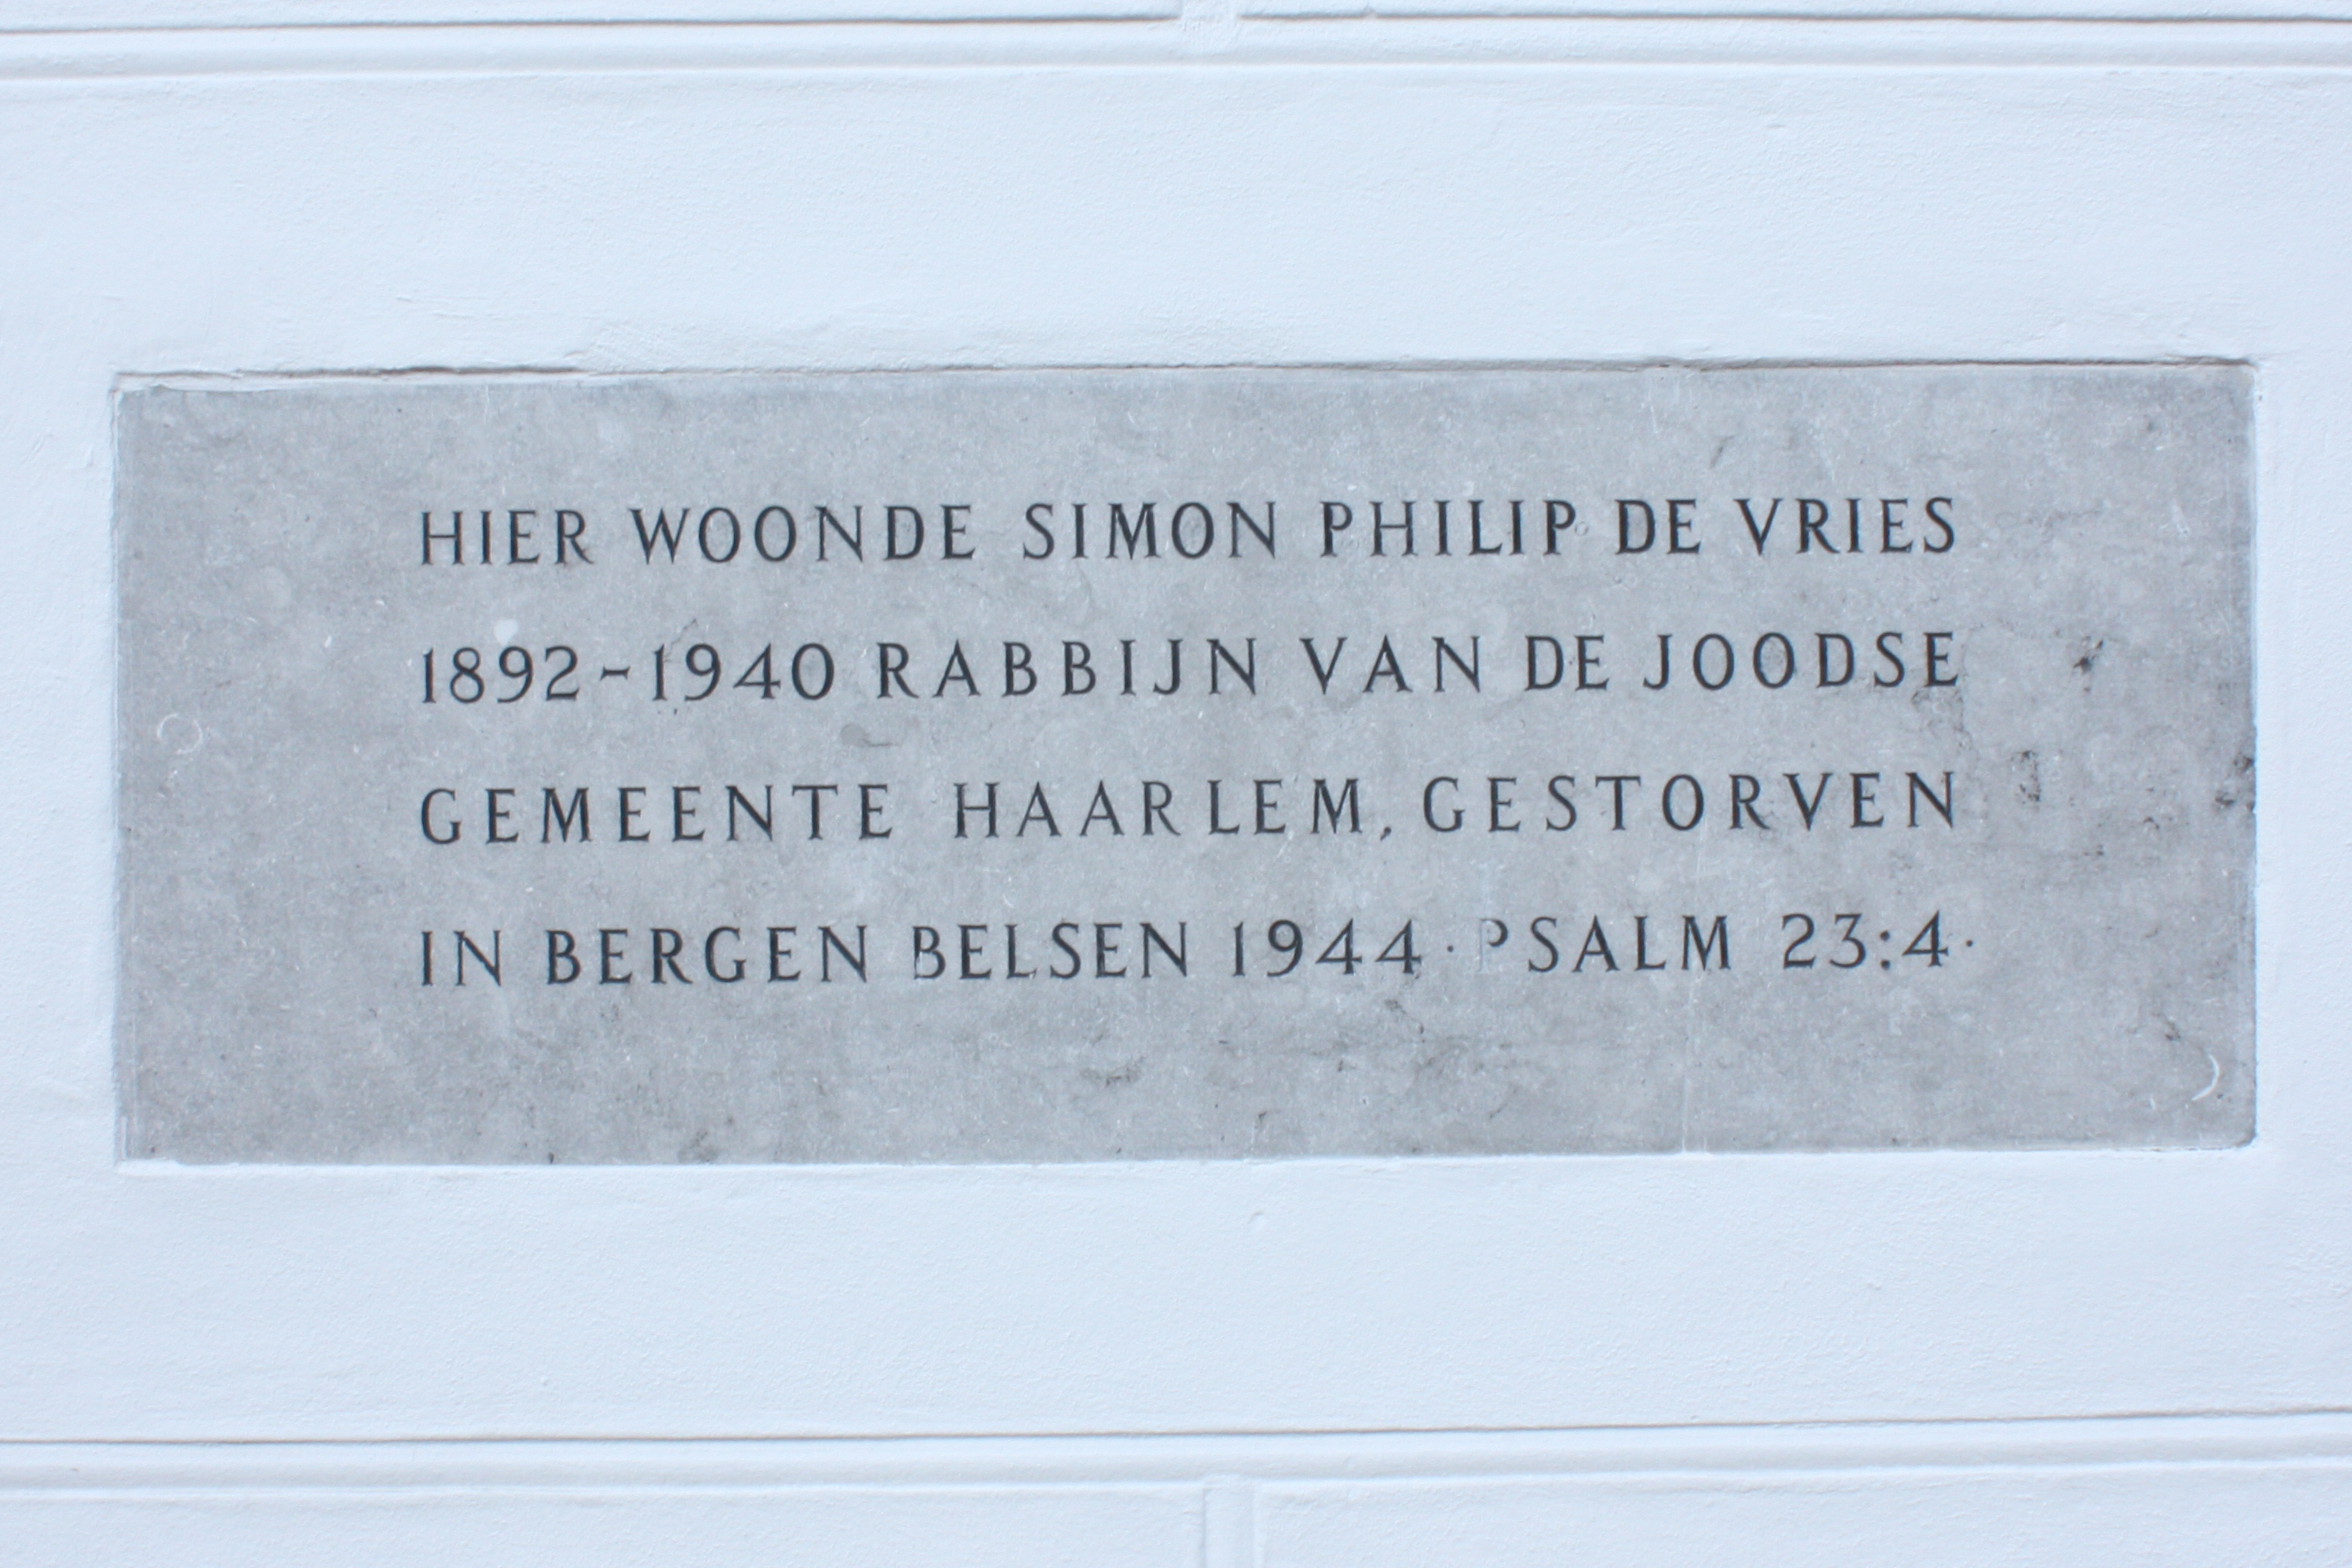 HIER WOONDE SIMON PHILIP DE VRIES
1892-1940 RABBIJN VAN DE JOODSE
GEMEENTE HAARLEM, GESTORVEN
IN BERGEN BELSEN 1944· PSALM 23:4·